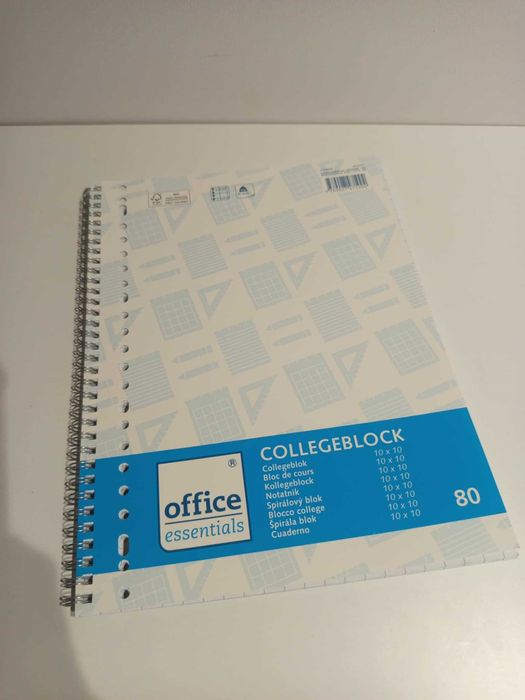 COLLEGEBLOCK
Collegeblok 10 x 10
Bloc de cours 10 x 10
Kollegeblock 10 x 10
Notatnik 10 x 10
Spirálový blok 10 x 10
Blocco college 10 x 10
Špirála blok 10 x 10
Cuaderno 10 x 10
80
office®
essentials